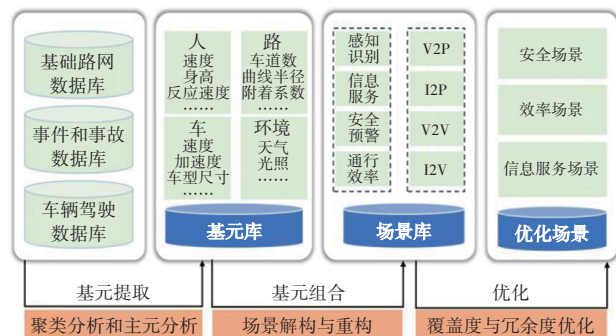 基础路网
数据库
事件和事故
数据库
车辆驾驶
数据库
人
速度
身高
反应速度
……
路
车道数
曲线半径
附着系数
……
车
速度
加速度
车型尺寸
……
环境
天气
光照
……
基元库
感知
识别
信息
服务
安全
预警
通行
效率
V2P
I2P
V2V
I2V
场景库
安全场景
效率场景
信息服务场景
优化场景
基元提取
基元组合
优化
聚类分析和主元分析
场景解构与重构
覆盖度与冗余度优化